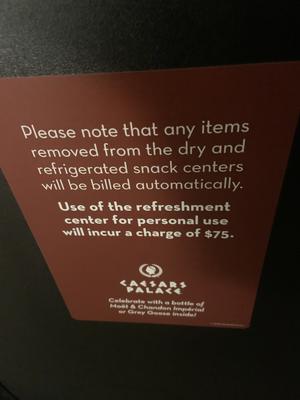 Please note that any items
removed from the dry and
refrigerated snack centers
will be billed automatically.
Use of the refreshment
center for personal use
will incur a charge of $75.
CAESARS
PALACE
Celebrate with a bottle of
Moët & Chandon Impérial
or Grey Goose inside!